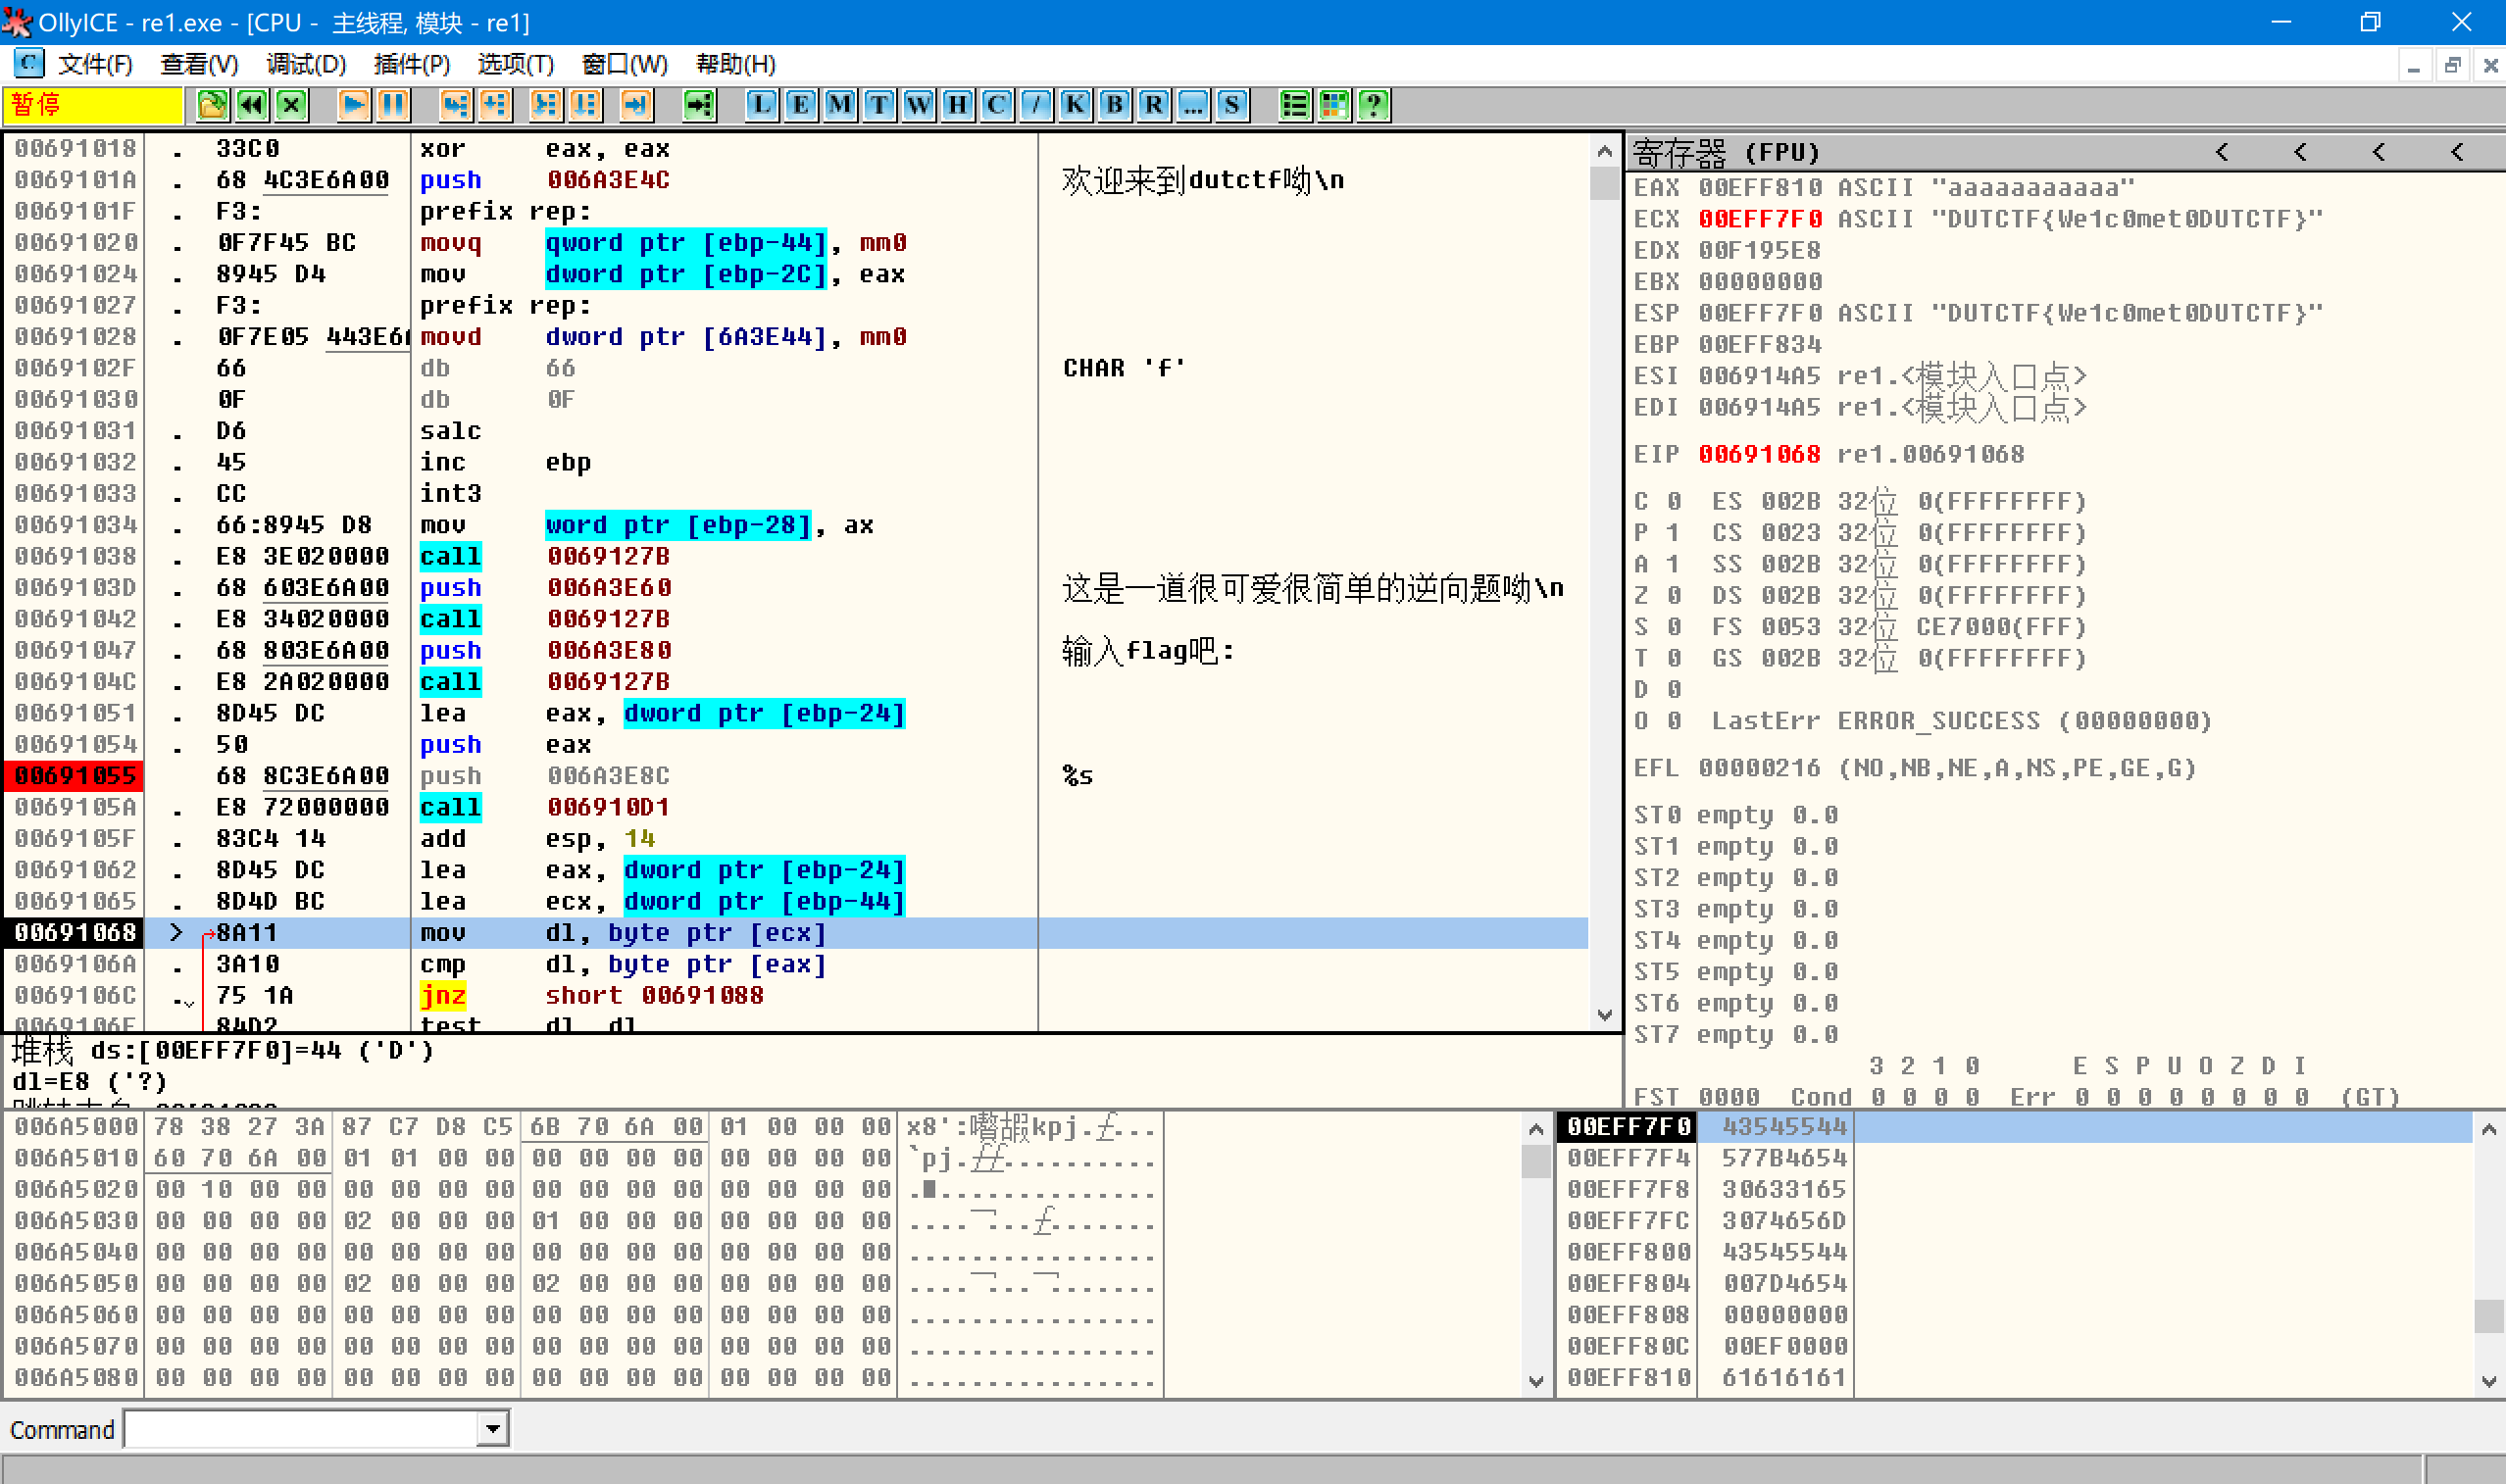 OllyICE - re1.exe - [CPU - 主线程, 模块 - re1]
C 文件(F) 查看(V) 调试(D) 插件(P) 选项(T) 窗口(W) 帮助(H)
暂停 L E M T W H C / K B R ... S ?
00691018 . 33C0 xor eax, eax
0069101A . 68 4C3E6A00 push 006A3E4C 欢迎来到dutctf呦\n
0069101F . F3: prefix rep:
00691020 . 0F7F45 BC movq qword ptr [ebp-44], mm0
00691024 . 8945 D4 mov dword ptr [ebp-2C], eax
00691027 . F3: prefix rep:
00691028 . 0F7E05 443E6A movd dword ptr [6A3E44], mm0
0069102F 66 db 66 CHAR 'f'
00691030 0F db 0F
00691031 . D6 salc
00691032 . 45 inc ebp
00691033 . CC int3
00691034 . 66:8945 D8 mov word ptr [ebp-28], ax
00691038 . E8 3E020000 call 0069127B
0069103D . 68 603E6A00 push 006A3E60 这是一道很可爱很简单的逆向题呦\n
00691042 . E8 34020000 call 0069127B
00691047 . 68 803E6A00 push 006A3E80 输入flag吧:
0069104C . E8 2A020000 call 0069127B
00691051 . 8D45 DC lea eax, dword ptr [ebp-24]
00691054 . 50 push eax
00691055 68 8C3E6A00 push 006A3E8C %s
0069105A . E8 72000000 call 006910D1
0069105F . 83C4 14 add esp, 14
00691062 . 8D45 DC lea eax, dword ptr [ebp-24]
00691065 . 8D4D BC lea ecx, dword ptr [ebp-44]
00691068 > 8A11 mov dl, byte ptr [ecx]
0069106A . 3A10 cmp dl, byte ptr [eax]
0069106C . 75 1A jnz short 00691088
0069106E . 84D2 test dl, dl
堆栈 ds:[00EFF7F0]=44 ('D')
dl=E8 ('?)
寄存器 (FPU) < < < <
EAX 00EFF810 ASCII "aaaaaaaaaaa"
ECX 00EFF7F0 ASCII "DUTCTF{We1c0met0DUTCTF}"
EDX 00F195E8
EBX 00000000
ESP 00EFF7F0 ASCII "DUTCTF{We1c0met0DUTCTF}"
EBP 00EFF834
ESI 006914A5 re1.<模块入口点>
EDI 006914A5 re1.<模块入口点>
EIP 00691068 re1.00691068
C 0 ES 002B 32位 0(FFFFFFFF)
P 1 CS 0023 32位 0(FFFFFFFF)
A 1 SS 002B 32位 0(FFFFFFFF)
Z 0 DS 002B 32位 0(FFFFFFFF)
S 0 FS 0053 32位 CE7000(FFF)
T 0 GS 002B 32位 0(FFFFFFFF)
D 0
O 0 LastErr ERROR_SUCCESS (00000000)
EFL 00000216 (NO,NB,NE,A,NS,PE,GE,G)
ST0 empty 0.0
ST1 empty 0.0
ST2 empty 0.0
ST3 empty 0.0
ST4 empty 0.0
ST5 empty 0.0
ST6 empty 0.0
ST7 empty 0.0
3 2 1 0 E S P U O Z D I
FST 0000 Cond 0 0 0 0 Err 0 0 0 0 0 0 0 0 (GT)
006A5000 78 38 27 3A 87 C7 D8 C5 6B 70 6A 00 01 00 00 00
006A5010 60 70 6A 00 01 01 00 00 00 00 00 00 00 00 00 00
006A5020 00 10 00 00 00 00 00 00 00 00 00 00 00 00 00 00
006A5030 00 00 00 00 02 00 00 00 01 00 00 00 00 00 00 00
006A5040 00 00 00 00 00 00 00 00 00 00 00 00 00 00 00 00 ................
006A5050 00 00 00 00 02 00 00 00 02 00 00 00 00 00 00 00
006A5060 00 00 00 00 00 00 00 00 00 00 00 00 00 00 00 00 ................
006A5070 00 00 00 00 00 00 00 00 00 00 00 00 00 00 00 00 ................
006A5080 00 00 00 00 00 00 00 00 00 00 00 00 00 00 00 00 ................
00EFF7F0 43545544
00EFF7F4 577B4654
00EFF7F8 30633165
00EFF7FC 3074656D
00EFF800 43545544
00EFF804 007D4654
00EFF808 00000000
00EFF80C 00EF0000
00EFF810 61616161
Command